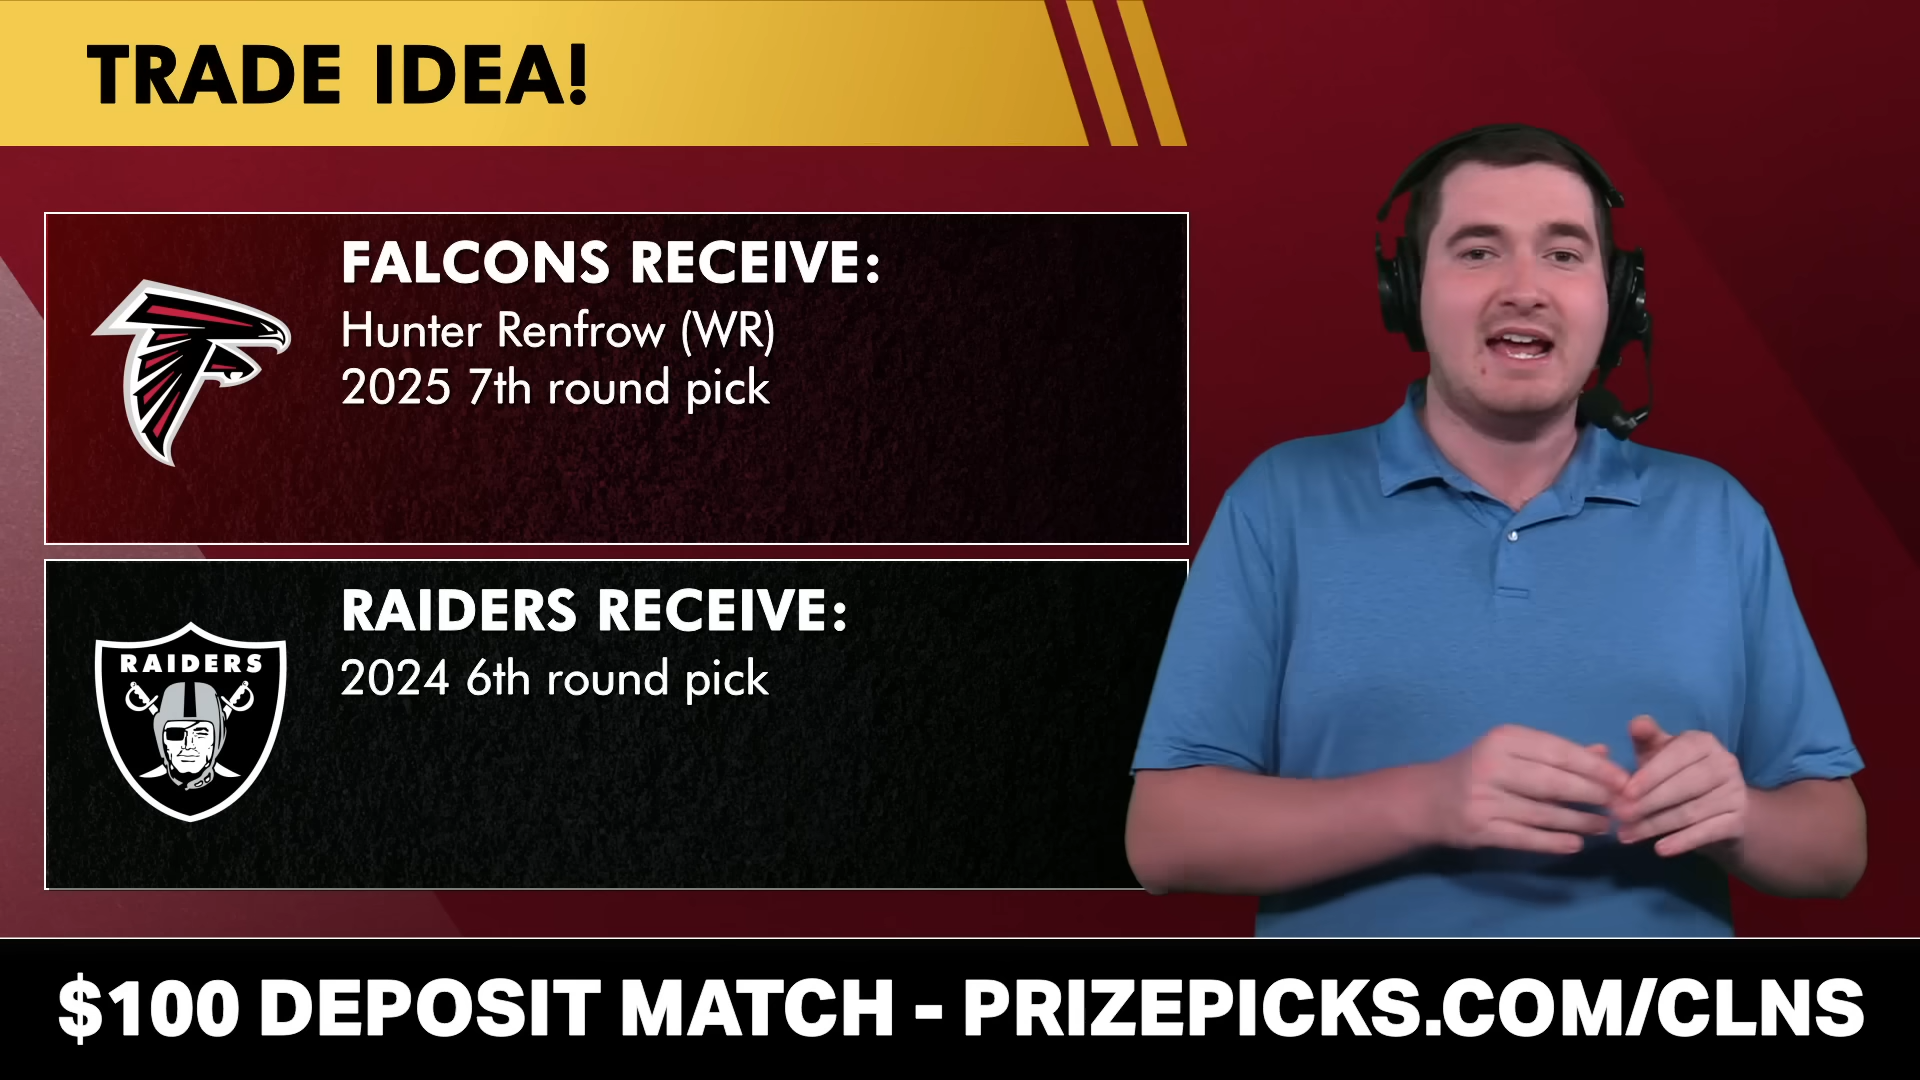 TRADE IDEA!
FALCONS RECEIVE:
Hunter Renfrow (WR)
2025 7th round pick
RAIDERS RECEIVE:
RAIDERS
2024 6th round pick
$100 DEPOSIT MATCH - PRIZEPICKS.COM/CLNS